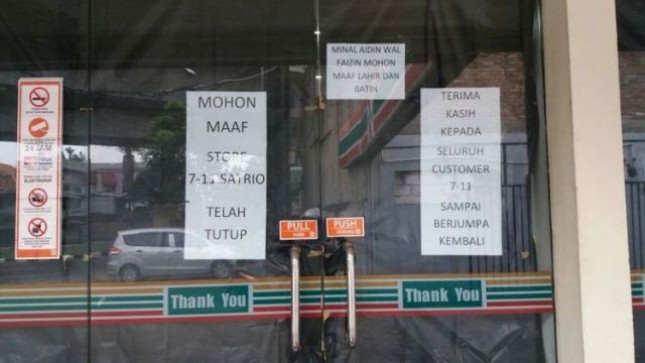 MINAL AIDIN WAL
FAIZIN MOHON
MAAF LAHIR DAN
BATIN
MOHON
MAAF
STORE
7-11 SATRIO
TELAH
TUTUP
TERIMA
KASIH
KEPADA
SELURUH
CUSTOMER
7-11
SAMPAI
BERJUMPA
KEMBALI
24 JAM
PULL
PUSH
Thank You
Thank You